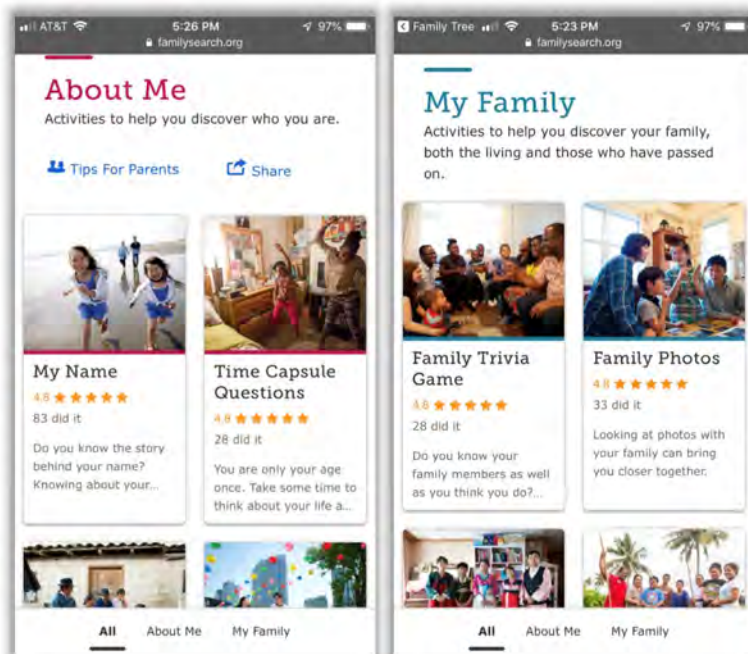 AT&T 5:26 PM 97%
familysearch.org
About Me
Activities to help you discover who you are.
Tips For Parents Share
My Name
4.8
83 did it
Do you know the story
behind your name?
Knowing about your...
Time Capsule
Questions
4.8
28 did it
You are only your age
once. Take some time to
think about your life a...
All About Me My Family
Family Tree 5:23 PM 97%
familysearch.org
My Family
Activities to help you discover your family,
both the living and those who have passed
on.
Family Trivia
Game
4.8
28 did it
Do you know your
family members as well
as you think you do?...
Family Photos
4.8
33 did it
Looking at photos with
your family can bring
you closer together.
All About Me My Family